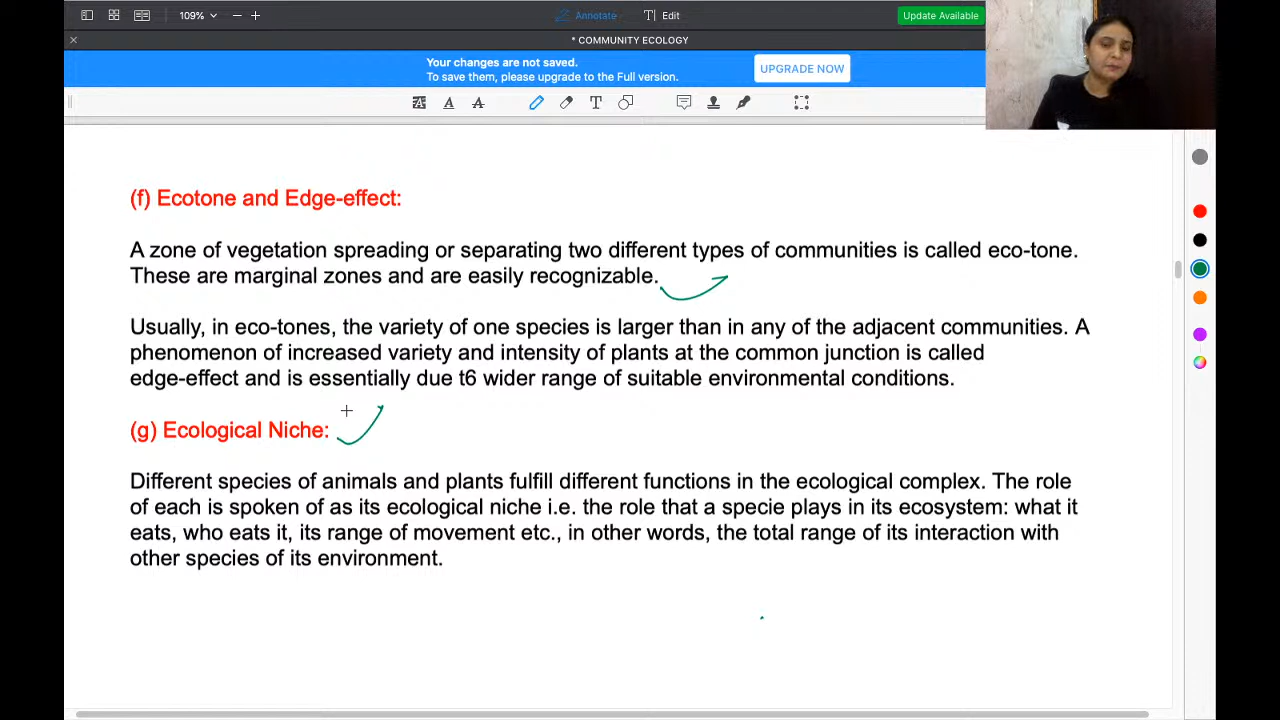 109%
Annotate
Edit
Update Available
* COMMUNITY ECOLOGY
Your changes are not saved.
To save them, please upgrade to the Full version.
UPGRADE NOW
(f) Ecotone and Edge-effect:
A zone of vegetation spreading or separating two different types of communities is called eco-tone.
These are marginal zones and are easily recognizable.
Usually, in eco-tones, the variety of one species is larger than in any of the adjacent communities. A
phenomenon of increased variety and intensity of plants at the common junction is called
edge-effect and is essentially due t6 wider range of suitable environmental conditions.
(g) Ecological Niche:
Different species of animals and plants fulfill different functions in the ecological complex. The role
of each is spoken of as its ecological niche i.e. the role that a specie plays in its ecosystem: what it
eats, who eats it, its range of movement etc., in other words, the total range of its interaction with
other species of its environment.